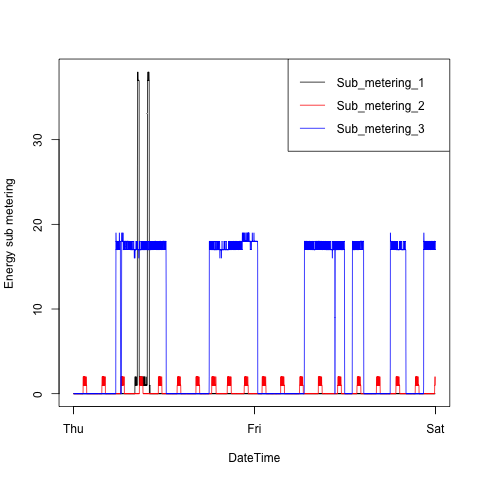 Sub_metering_1
Sub_metering_2
Sub_metering_3
Energy sub metering
30
20
10
0
Thu Fri Sat
DateTime